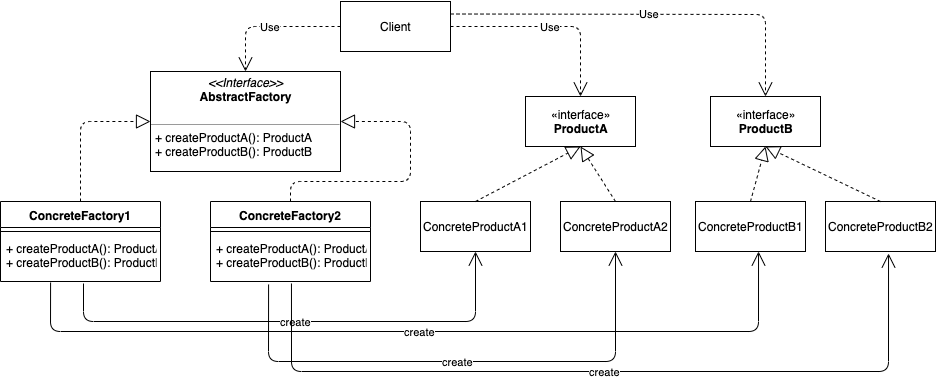 Client
Use
Use
Use
<<Interface>>
AbstractFactory
+ createProductA(): ProductA
+ createProductB(): ProductB
«interface»
ProductA
«interface»
ProductB
ConcreteFactory1
+ createProductA(): Product
+ createProductB(): Product
ConcreteFactory2
+ createProductA(): Product
+ createProductB(): Product
ConcreteProductA1
ConcreteProductA2
ConcreteProductB1
ConcreteProductB2
create
create
create
create